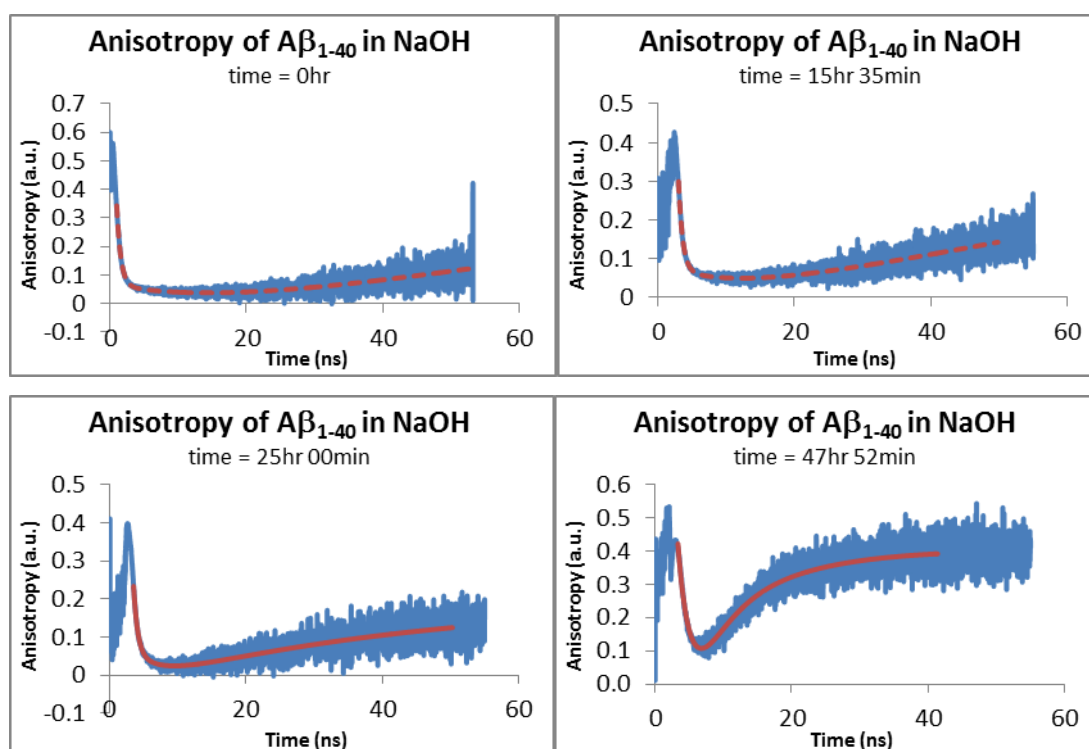 Anisotropy of Aβ1-40 in NaOH
time = 0hr
Anisotropy (a.u.)
0.7
0.6
0.5
0.4
0.3
0.2
0.1
0
-0.1
0 20 40 60
Time (ns)
Anisotropy of Aβ1-40 in NaOH
time = 15hr 35min
Anisotropy (a.u.)
0.5
0.4
0.3
0.2
0.1
0
0 20 40 60
Time (ns)
Anisotropy of Aβ1-40 in NaOH
time = 25hr 00min
Anisotropy (a.u.)
0.5
0.4
0.3
0.2
0.1
0
-0.1
0 20 40 60
Time (ns)
Anisotropy of Aβ1-40 in NaOH
time = 47hr 52min
Anisotropy (a.u.)
0.6
0.5
0.4
0.3
0.2
0.1
0.0
0 20 40 60
Time (ns)